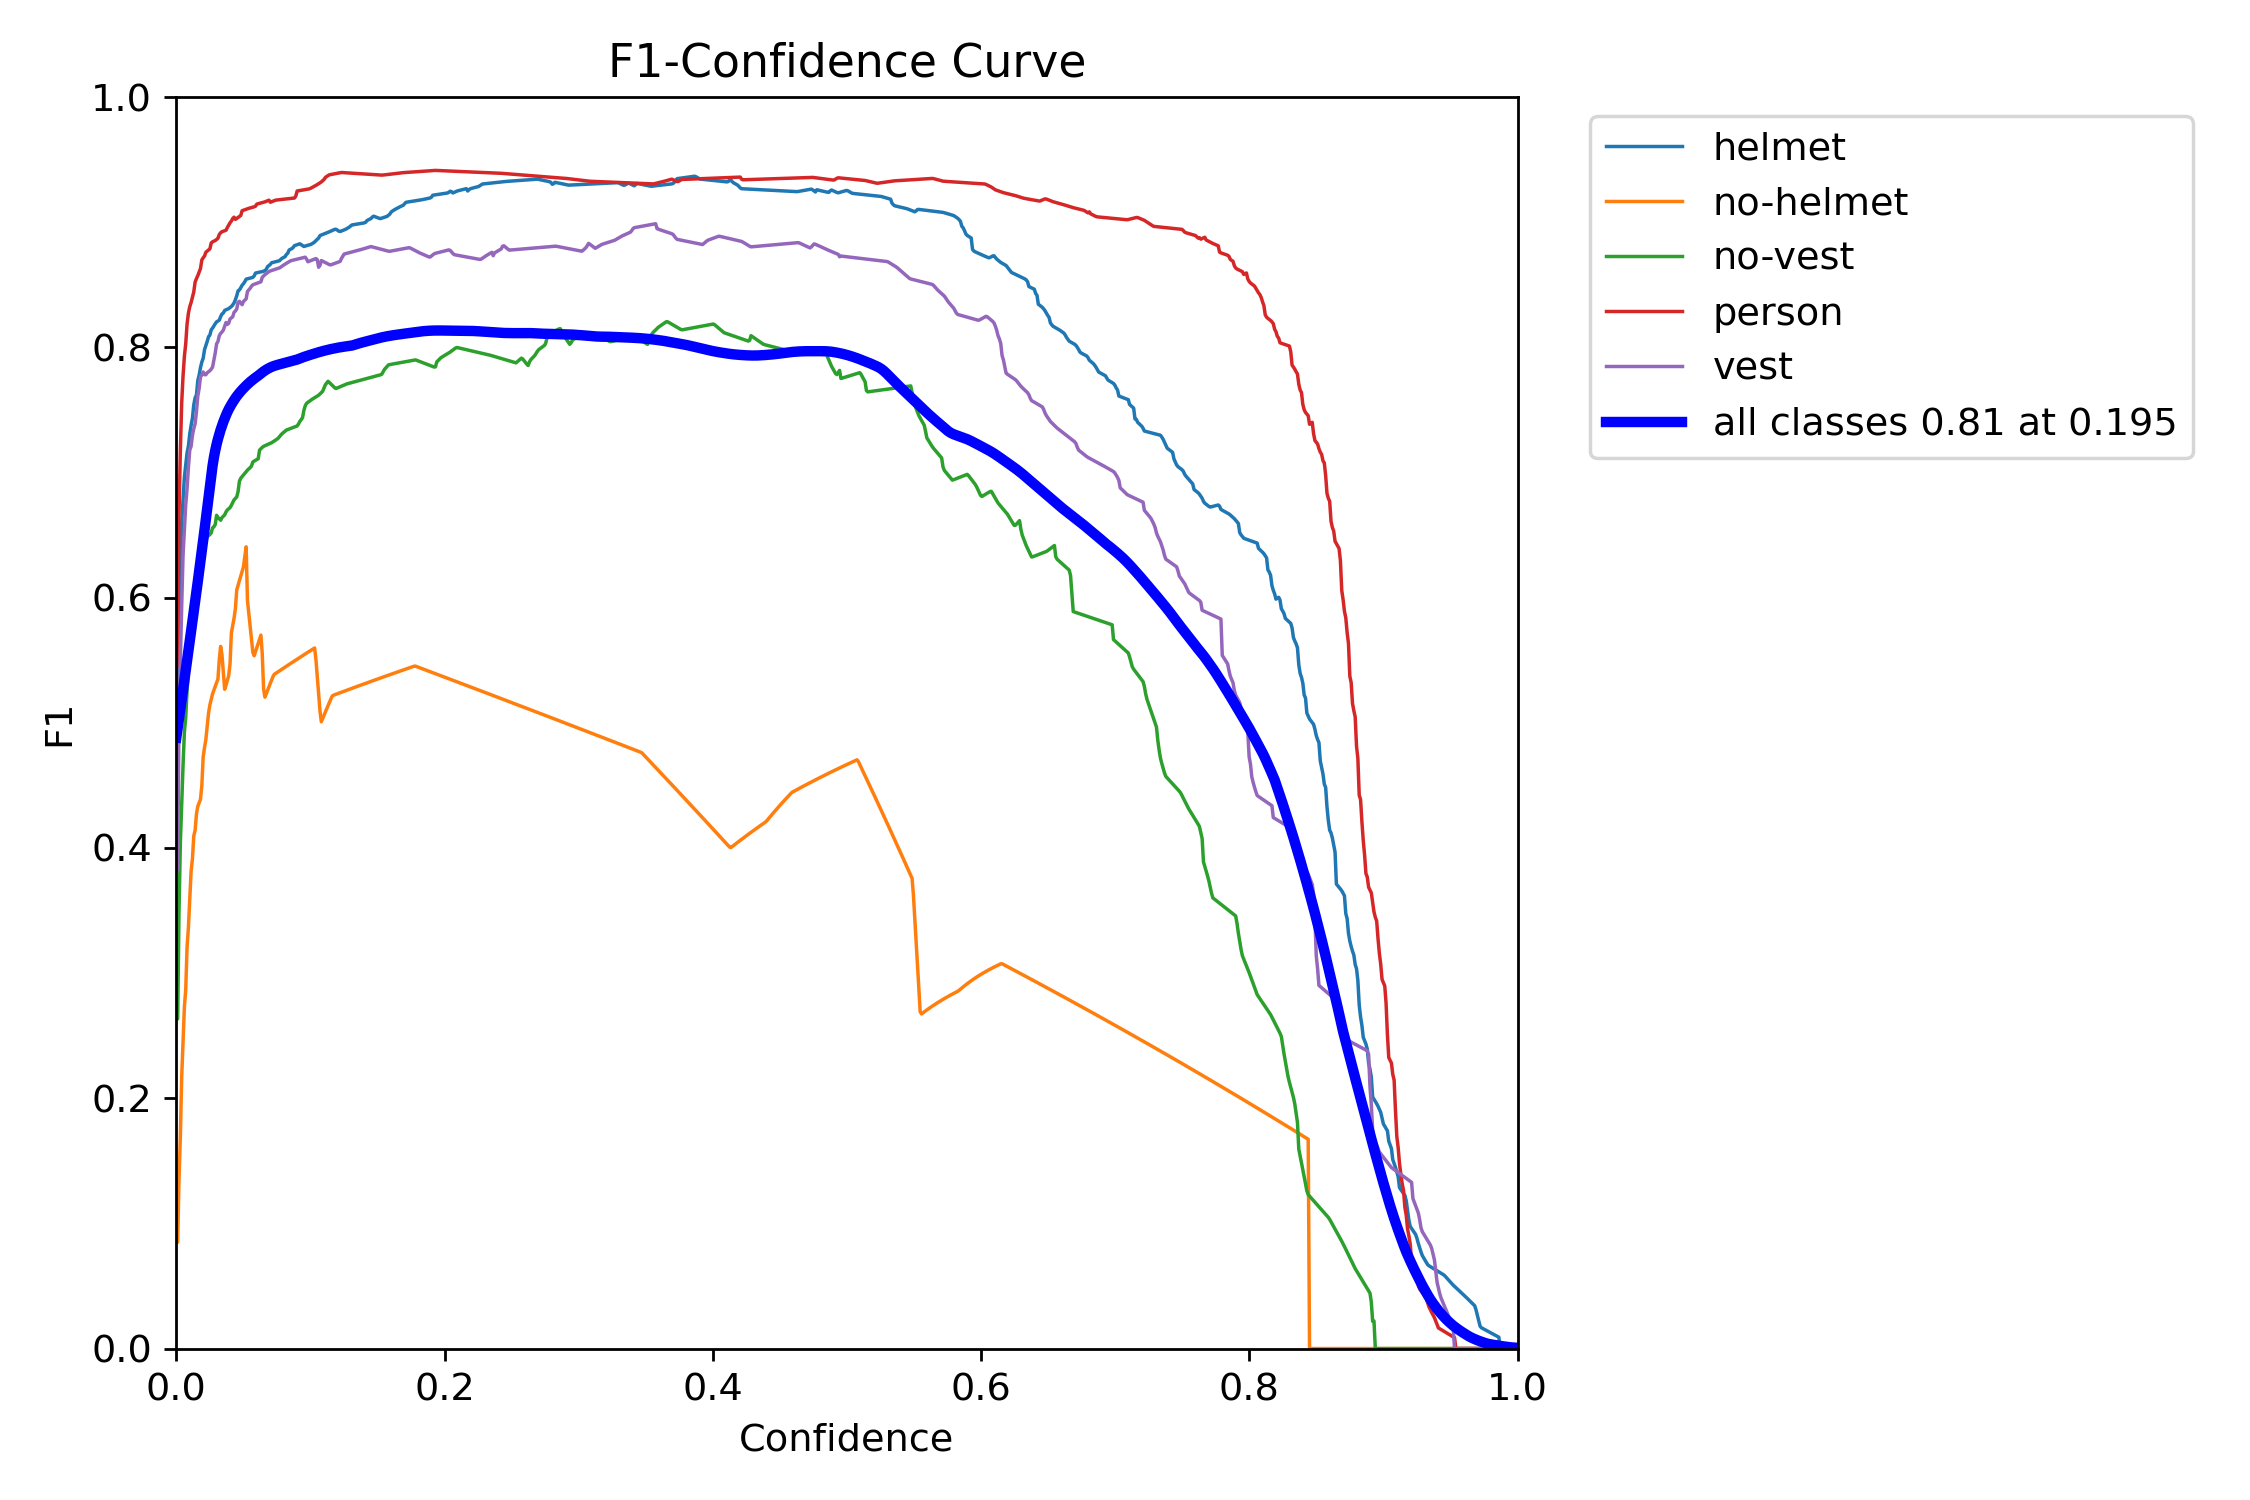 F1-Confidence Curve
1.0
0.8
0.6
0.4
0.2
0.0
F1
0.0 0.2 0.4 0.6 0.8 1.0
Confidence
helmet
no-helmet
no-vest
person
vest
all classes 0.81 at 0.195